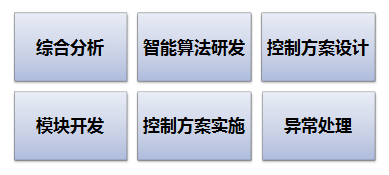 综合分析
智能算法研发
控制方案设计
模块开发
控制方案实施
异常处理